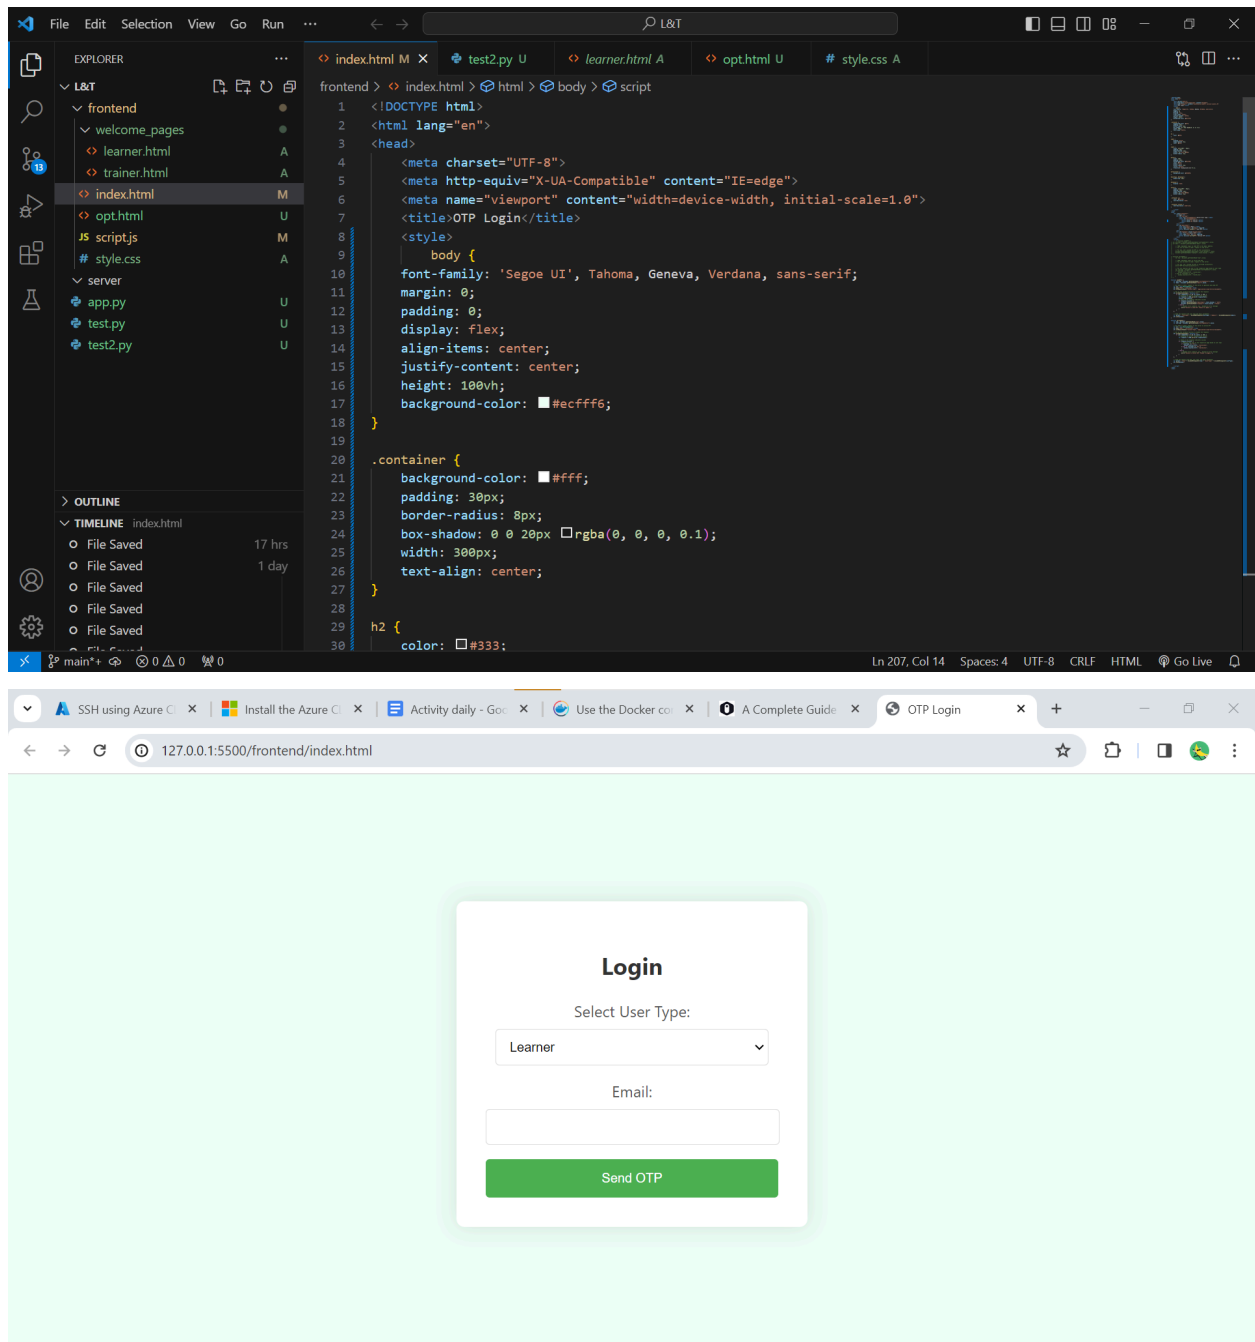 File Edit Selection View Go Run ··· L&T
EXPLORER ···
index.html M
test2.py U
learner.html A
opt.html U
# style.css A
L&T
frontend
welcome_pages
learner.html A
trainer.html A
index.html M
opt.html U
JS script.js M
# style.css A
server
app.py U
test.py U
test2.py U
OUTLINE
TIMELINE index.html
File Saved 17 hrs
File Saved 1 day
File Saved
File Saved
File Saved
File Saved
frontend > index.html > html > body > script
1 <!DOCTYPE html>
2 <html lang="en">
3 <head>
4 <meta charset="UTF-8">
5 <meta http-equiv="X-UA-Compatible" content="IE=edge">
6 <meta name="viewport" content="width=device-width, initial-scale=1.0">
7 <title>OTP Login</title>
8 <style>
9 body {
10 font-family: 'Segoe UI', Tahoma, Geneva, Verdana, sans-serif;
11 margin: 0;
12 padding: 0;
13 display: flex;
14 align-items: center;
15 justify-content: center;
16 height: 100vh;
17 background-color: #ecfff6;
18 }
19
20 .container {
21 background-color: #fff;
22 padding: 30px;
23 border-radius: 8px;
24 box-shadow: 0 0 20px rgba(0, 0, 0, 0.1);
25 width: 300px;
26 text-align: center;
27 }
28
29 h2 {
30 color: #333;
13
main*+ 0 0 0 Ln 207, Col 14 Spaces: 4 UTF-8 CRLF HTML Go Live
SSH using Azure C
Install the Azure C
Activity daily - Goo
Use the Docker co
A Complete Guide
OTP Login
127.0.0.1:5500/frontend/index.html
Login
Select User Type:
Learner
Email:
Send OTP